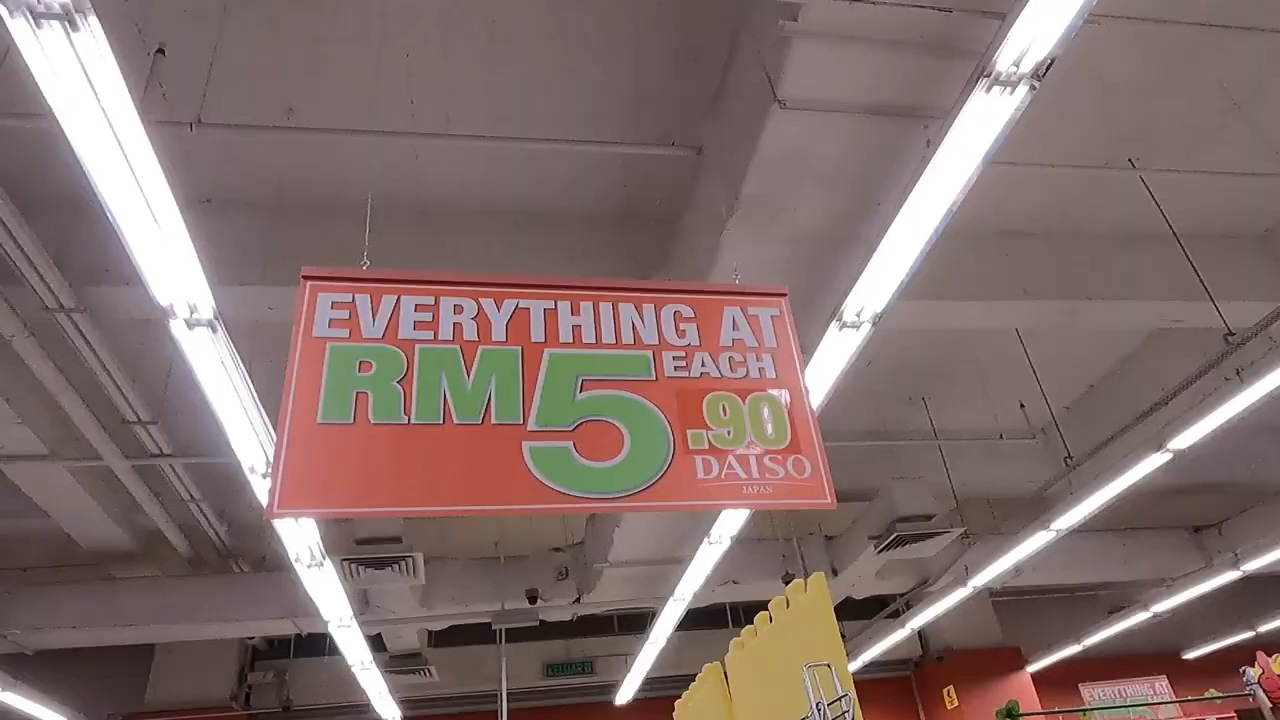 EVERYTHING AT
RM5 EACH
.90
DAISO
JAPAN
KELUAR
EVERYTHING AT